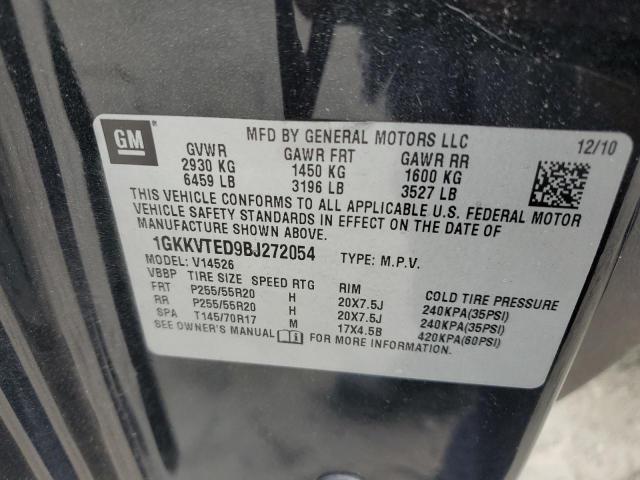 GM
MFD BY GENERAL MOTORS LLC 12/10
GVWR GAWR FRT GAWR RR
2930 KG 1450 KG 1600 KG
6459 LB 3196 LB 3527 LB
THIS VEHICLE CONFORMS TO ALL APPLICABLE U.S. FEDERAL MOTOR
VEHICLE SAFETY STANDARDS IN EFFECT ON THE DATE OF
MANUFACTURE SHOWN ABOVE.
1GKKVTED9BJ272054 TYPE: M.P.V.
MODEL: V14526
VBBP TIRE SIZE SPEED RTG RIM COLD TIRE PRESSURE
FRT P255/55R20 H 20X7.5J 240KPA(35PSI)
RR P255/55R20 H 20X7.5J 240KPA(35PSI)
SPA T145/70R17 M 17X4.5B 420KPA(60PSI)
SEE OWNER'S MANUAL FOR MORE INFORMATION.